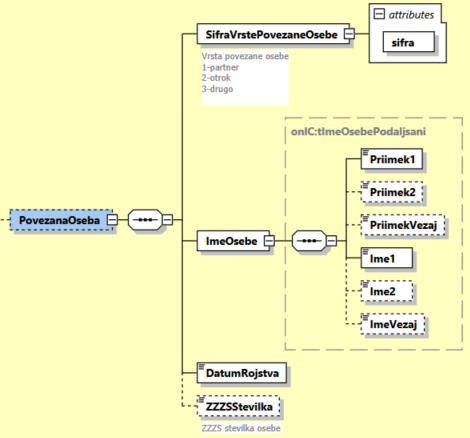 attributes
SifraVrstePovezaneOsebe
sifra
Vrsta povezane osebe
1-partner
2-otrok
3-drugo
onIC:tImeOsebePodaljsani
Priimek1
Priimek2
PovezanaOseba
PriimekVezaj
ImeOsebe
Ime1
Ime2
ImeVezaj
DatumRojstva
ZZZSStevilka
ZZZS stevilka osebe